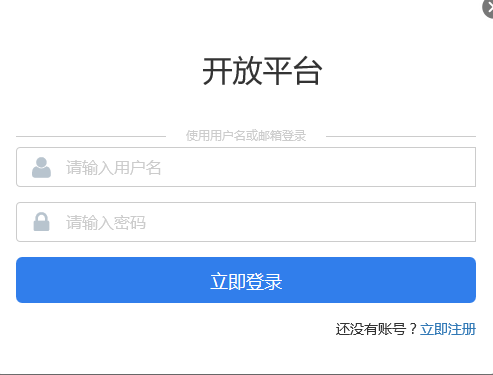 开放平台
使用用户名或邮箱登录
请输入用户名
请输入密码
立即登录
还没有账号？立即注册